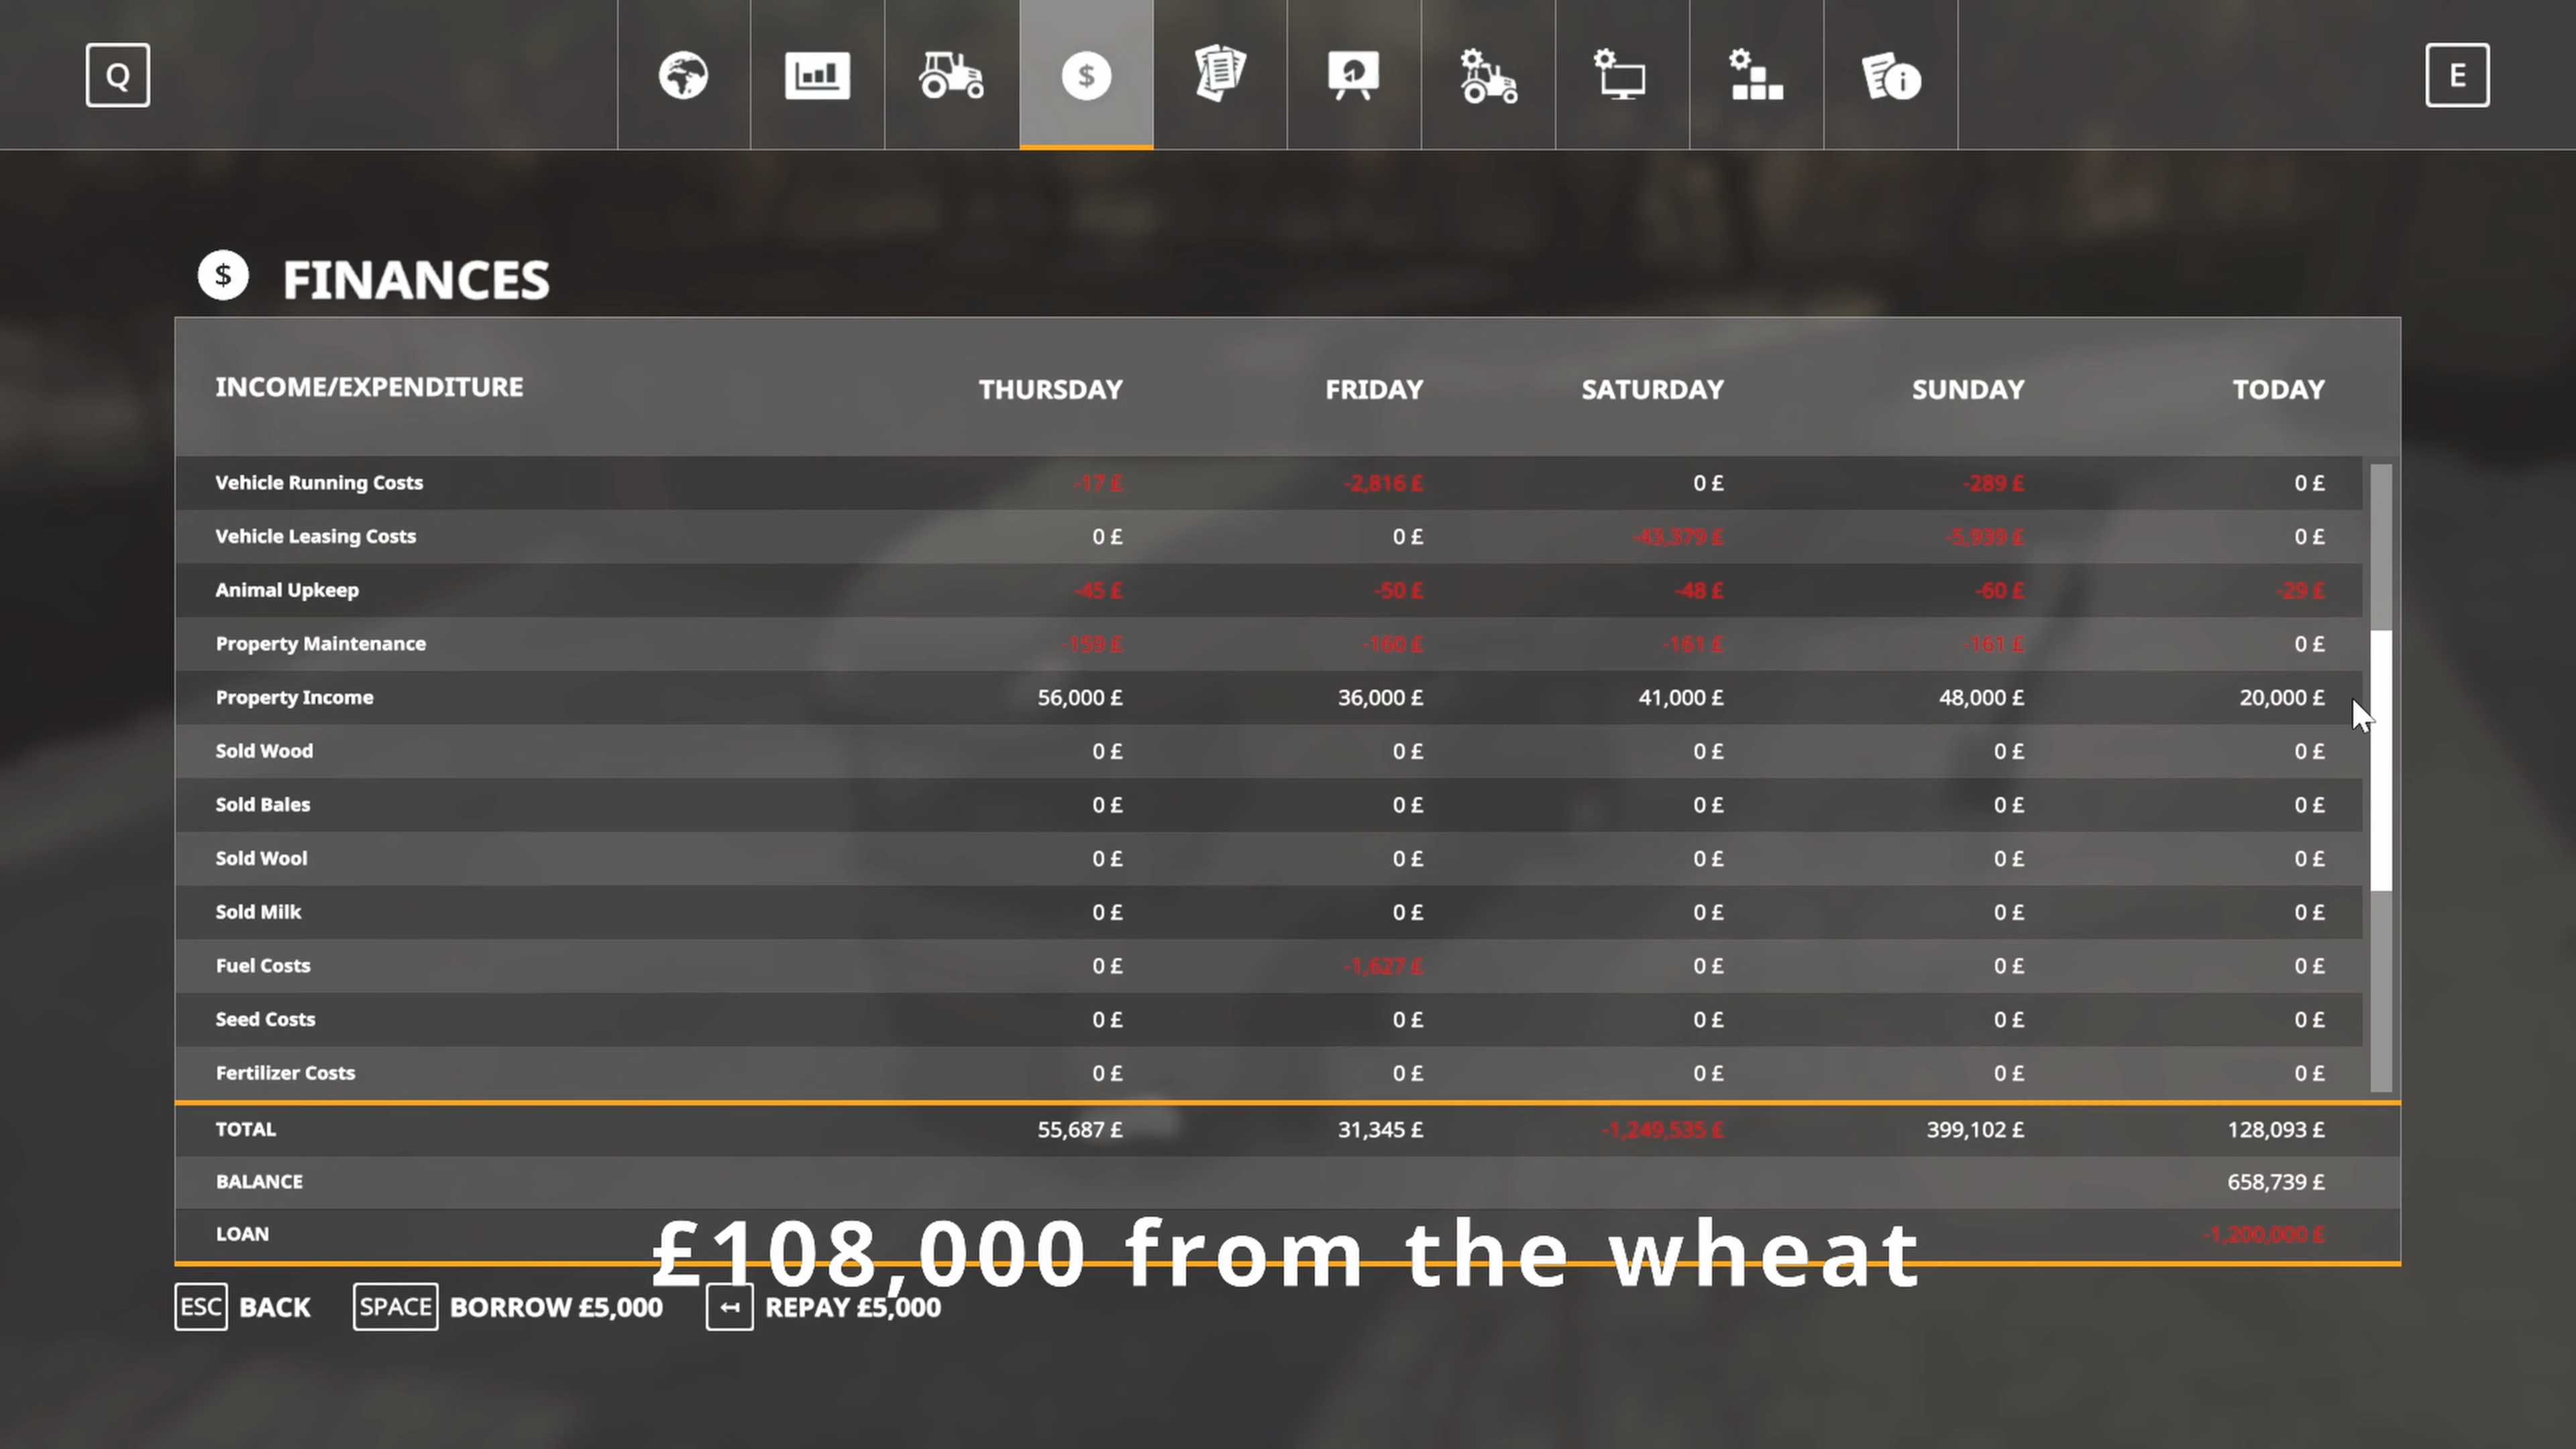 Q
E
FINANCES
INCOME/EXPENDITURE THURSDAY FRIDAY SATURDAY SUNDAY TODAY
Vehicle Running Costs -17 £ -2,816 £ 0 £ -289 £ 0 £
Vehicle Leasing Costs 0 £ 0 £ -43,379 £ -5,939 £ 0 £
Animal Upkeep -45 £ -50 £ -48 £ -60 £ -29 £
Property Maintenance -159 £ -160 £ -161 £ -161 £ 0 £
Property Income 56,000 £ 36,000 £ 41,000 £ 48,000 £ 20,000 £
Sold Wood 0 £ 0 £ 0 £ 0 £ 0 £
Sold Bales 0 £ 0 £ 0 £ 0 £ 0 £
Sold Wool 0 £ 0 £ 0 £ 0 £ 0 £
Sold Milk 0 £ 0 £ 0 £ 0 £ 0 £
Fuel Costs 0 £ -1,627 £ 0 £ 0 £ 0 £
Seed Costs 0 £ 0 £ 0 £ 0 £ 0 £
Fertilizer Costs 0 £ 0 £ 0 £ 0 £ 0 £
TOTAL 55,687 £ 31,345 £ -1,249,535 £ 399,102 £ 128,093 £
BALANCE 658,739 £
LOAN -1,200,000 £
£108,000 from the wheat
ESC BACK SPACE BORROW £5,000 REPAY £5,000